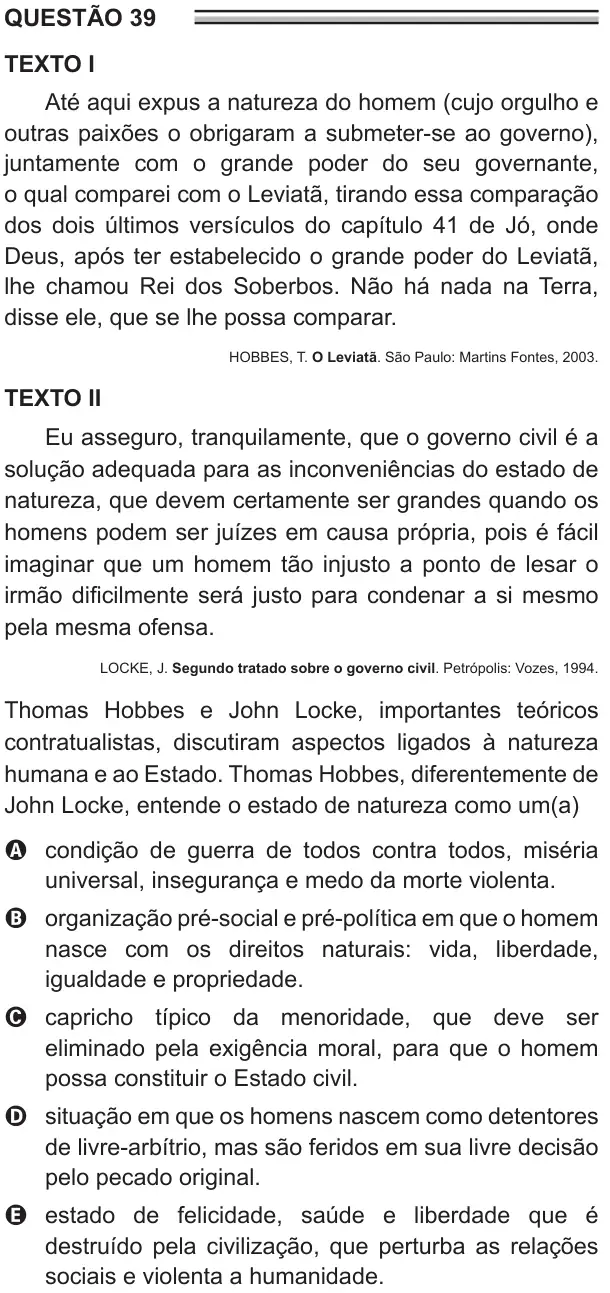 QUESTÃO 39
TEXTO I
Até aqui expus a natureza do homem (cujo orgulho e
outras paixões o obrigaram a submeter-se ao governo),
juntamente com o grande poder do seu governante,
o qual comparei com o Leviatã, tirando essa comparação
dos dois últimos versículos do capítulo 41 de Jó, onde
Deus, após ter estabelecido o grande poder do Leviatã,
lhe chamou Rei dos Soberbos. Não há nada na Terra,
disse ele, que se lhe possa comparar.
HOBBES, T. O Leviatã. São Paulo: Martins Fontes, 2003.
TEXTO II
Eu asseguro, tranquilamente, que o governo civil é a
solução adequada para as inconveniências do estado de
natureza, que devem certamente ser grandes quando os
homens podem ser juízes em causa própria, pois é fácil
imaginar que um homem tão injusto a ponto de lesar o
irmão dificilmente será justo para condenar a si mesmo
pela mesma ofensa.
LOCKE, J. Segundo tratado sobre o governo civil. Petrópolis: Vozes, 1994.
Thomas Hobbes e John Locke, importantes teóricos
contratualistas, discutiram aspectos ligados à natureza
humana e ao Estado. Thomas Hobbes, diferentemente de
John Locke, entende o estado de natureza como um(a)
A condição de guerra de todos contra todos, miséria
universal, insegurança e medo da morte violenta.
B organização pré-social e pré-política em que o homem
nasce com os direitos naturais: vida, liberdade,
igualdade e propriedade.
C capricho típico da menoridade, que deve ser
eliminado pela exigência moral, para que o homem
possa constituir o Estado civil.
D situação em que os homens nascem como detentores
de livre-arbítrio, mas são feridos em sua livre decisão
pelo pecado original.
E estado de felicidade, saúde e liberdade que é
destruído pela civilização, que perturba as relações
sociais e violenta a humanidade.